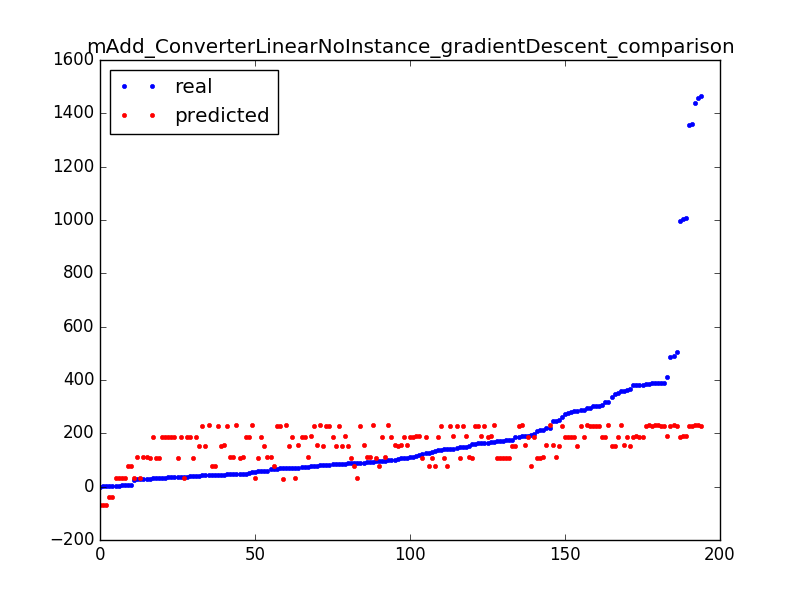 mAdd_ConverterLinearNoInstance_gradientDescent_comparison
1600
real
predicted
1400
1200
1000
800
600
400
200
0
−200
0 50 100 150 200